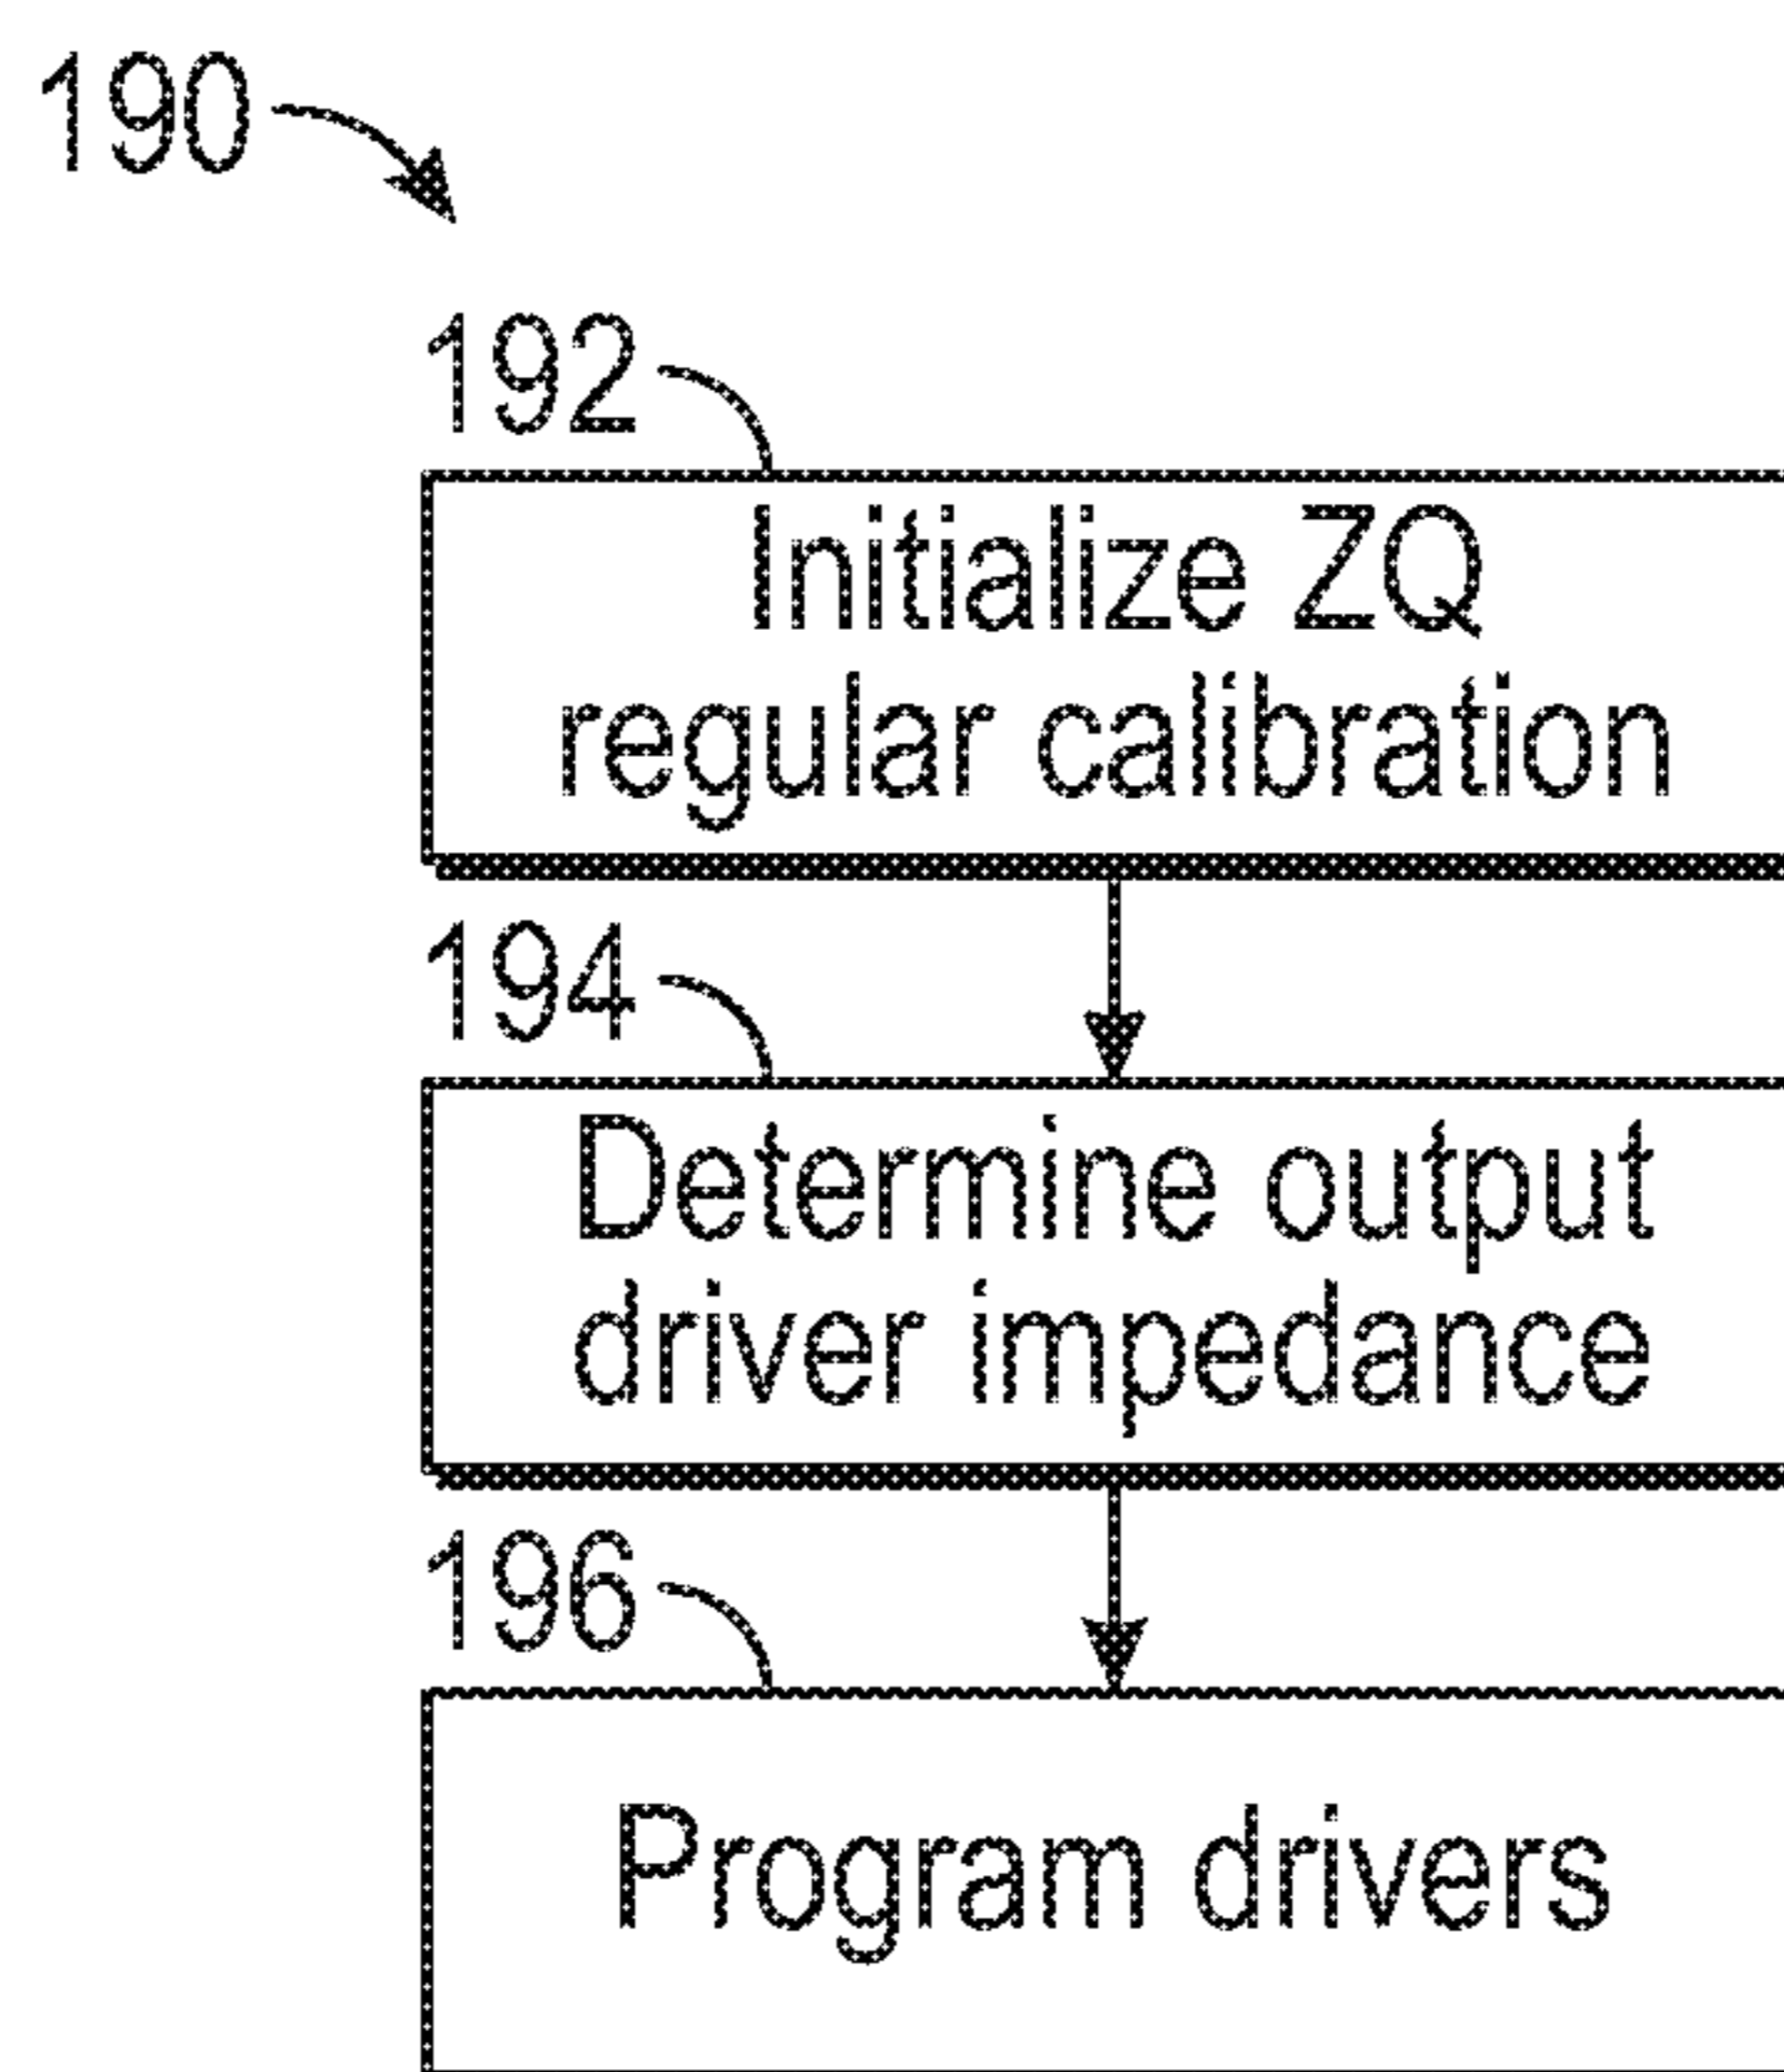 190
192
Initialize ZQ
regular calibration
194
Determine output
driver impedance
196
Program drivers